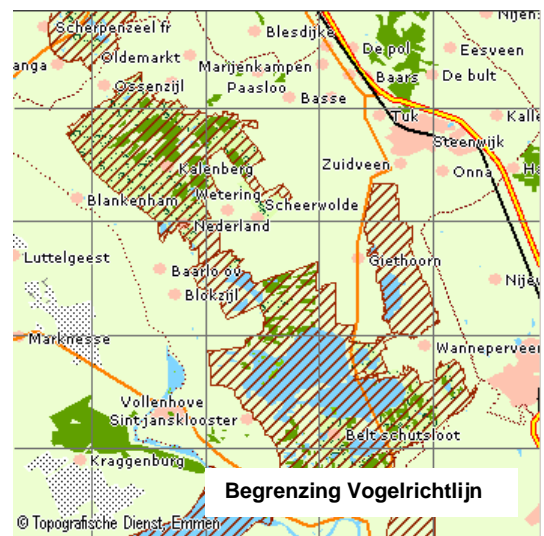 Nijen
Scherpenzeel fr
Blesdijke
De pol
Eesveen
Oldemarkt
anga
Marijenkampen
Baars
De bult
Ossenzijl
Paasloo
Basse
Tuk
Kalle
Steenwijk
Zuidveen
Kalenberg
Onna
Ha
Wetering
Blankenham
Scheerwolde
Nederland
Luttelgeest
Giethoorn
Baarlo ov
Nijev
Blokzijl
Marknesse
Wanneperveen
Vollenhove
Sint-jansklooster
Belt schutsloot
Kraggenburg
Begrenzing Vogelrichtlijn
© Topografische Dienst, Emmen